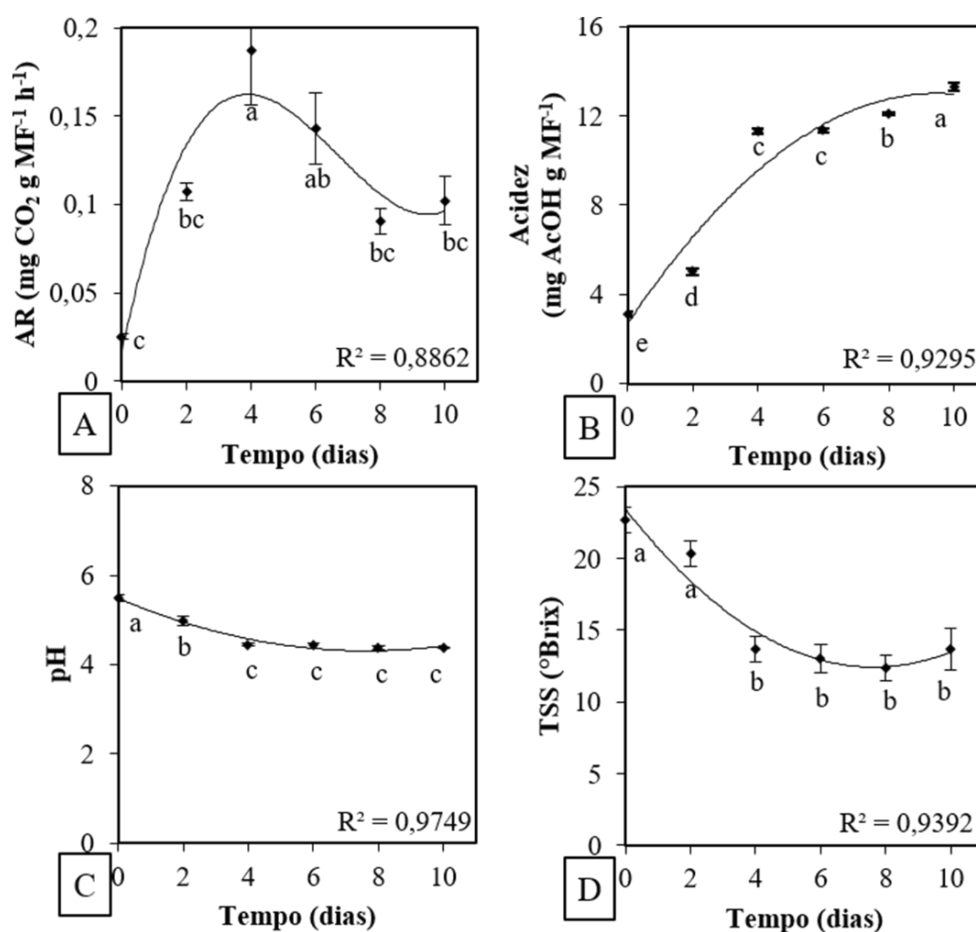 AR (mg CO₂ g MF⁻¹ h⁻¹)
0,2
0,15
0,1
0,05
0
c
bc
a
ab
bc
bc
R² = 0,8862
A
0 2 4 6 8 10
Tempo (dias)
Acidez
(mg AcOH g MF⁻¹)
16
12
8
4
0
e
d
c
c
b
a
R² = 0,9295
B
0 2 4 6 8 10
Tempo (dias)
pH
8
6
4
2
0
a
b
c
c
c
c
R² = 0,9749
C
0 2 4 6 8 10
Tempo (dias)
TSS (°Brix)
25
20
15
10
5
0
a
a
b
b
b
b
R² = 0,9392
D
0 2 4 6 8 10
Tempo (dias)